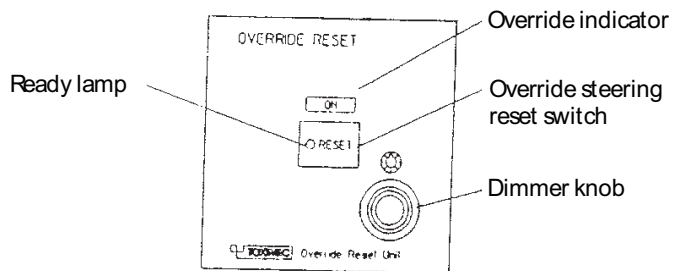 Override indicator
OVERRIDE RESET
Ready lamp
ON
Override steering
reset switch
RESET
Dimmer knob
Override Reset Unit